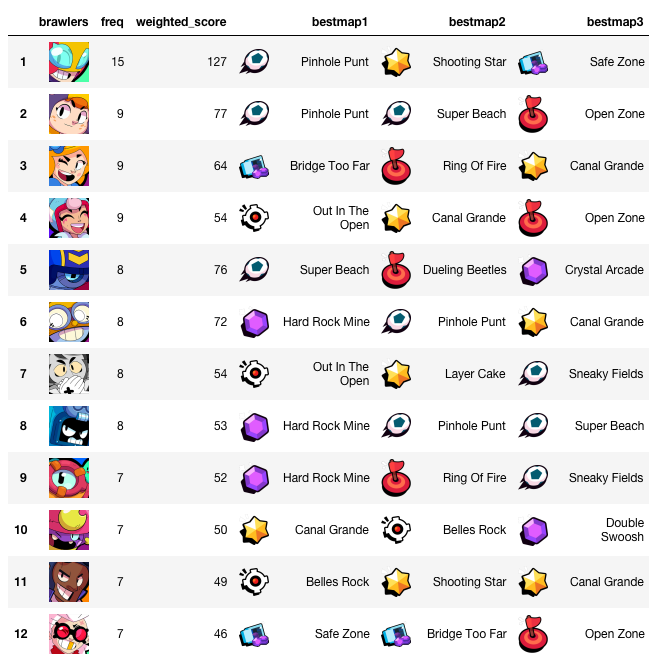 brawlers freq weighted_score bestmap1 bestmap2 bestmap3
1 15 127 Pinhole Punt Shooting Star Safe Zone
2 9 77 Pinhole Punt Super Beach Open Zone
3 9 64 Bridge Too Far Ring Of Fire Canal Grande
4 9 54 Out In The Open Canal Grande Open Zone
5 8 76 Super Beach Dueling Beetles Crystal Arcade
6 8 72 Hard Rock Mine Pinhole Punt Canal Grande
7 8 54 Out In The Open Layer Cake Sneaky Fields
8 8 53 Hard Rock Mine Pinhole Punt Super Beach
9 7 52 Hard Rock Mine Ring Of Fire Sneaky Fields
10 7 50 Canal Grande Belles Rock Double Swoosh
11 7 49 Belles Rock Shooting Star Canal Grande
12 7 46 Safe Zone Bridge Too Far Open Zone